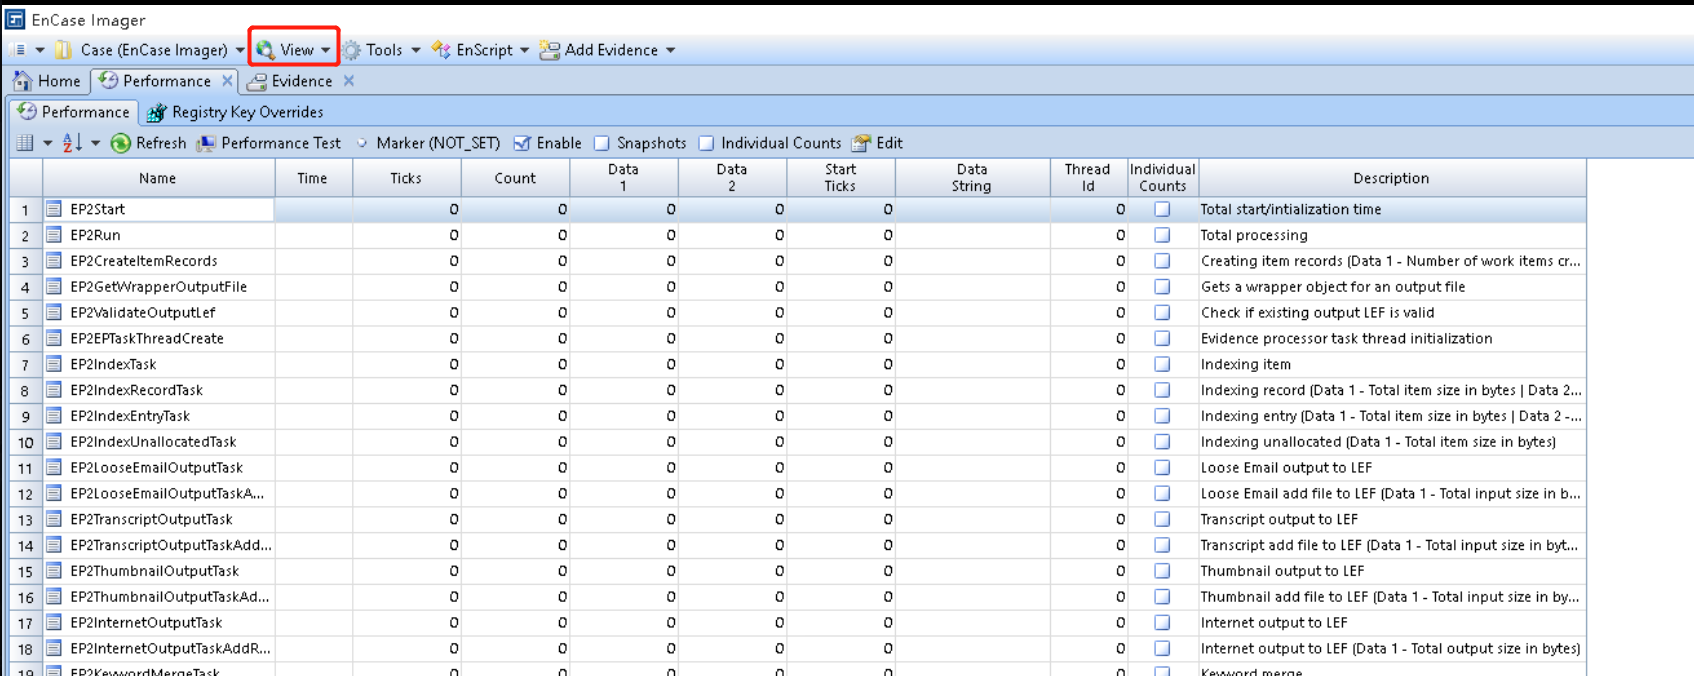 EnCase Imager
Case (EnCase Imager) View Tools EnScript Add Evidence
Home Performance Evidence
Performance Registry Key Overrides
Refresh Performance Test Marker (NOT_SET) Enable Snapshots Individual Counts Edit
Name Time Ticks Count Data 1 Data 2 Start Ticks Data String Thread Id Individual Counts Description
1 EP2Start 0 0 0 0 0 0 Total start/intialization time
2 EP2Run 0 0 0 0 0 0 Total processing
3 EP2CreateItemRecords 0 0 0 0 0 0 Creating item records (Data 1 - Number of work items cr...
4 EP2GetWrapperOutputFile 0 0 0 0 0 0 Gets a wrapper object for an output file
5 EP2ValidateOutputLef 0 0 0 0 0 0 Check if existing output LEF is valid
6 EP2EPTaskThreadCreate 0 0 0 0 0 0 Evidence processor task thread initialization
7 EP2IndexTask 0 0 0 0 0 0 Indexing item
8 EP2IndexRecordTask 0 0 0 0 0 0 Indexing record (Data 1 - Total item size in bytes | Data 2...
9 EP2IndexEntryTask 0 0 0 0 0 0 Indexing entry (Data 1 - Total item size in bytes | Data 2 -...
10 EP2IndexUnallocatedTask 0 0 0 0 0 0 Indexing unallocated (Data 1 - Total item size in bytes)
11 EP2LooseEmailOutputTask 0 0 0 0 0 0 Loose Email output to LEF
12 EP2LooseEmailOutputTaskA... 0 0 0 0 0 0 Loose Email add file to LEF (Data 1 - Total input size in b...
13 EP2TranscriptOutputTask 0 0 0 0 0 0 Transcript output to LEF
14 EP2TranscriptOutputTaskAdd... 0 0 0 0 0 0 Transcript add file to LEF (Data 1 - Total input size in byt...
15 EP2ThumbnailOutputTask 0 0 0 0 0 0 Thumbnail output to LEF
16 EP2ThumbnailOutputTaskAd... 0 0 0 0 0 0 Thumbnail add file to LEF (Data 1 - Total input size in by...
17 EP2InternetOutputTask 0 0 0 0 0 0 Internet output to LEF
18 EP2InternetOutputTaskAddR... 0 0 0 0 0 0 Internet output to LEF (Data 1 - Total output size in bytes)
19 EP2KeywordMergeTask 0 0 0 0 0 0 Keyword merge